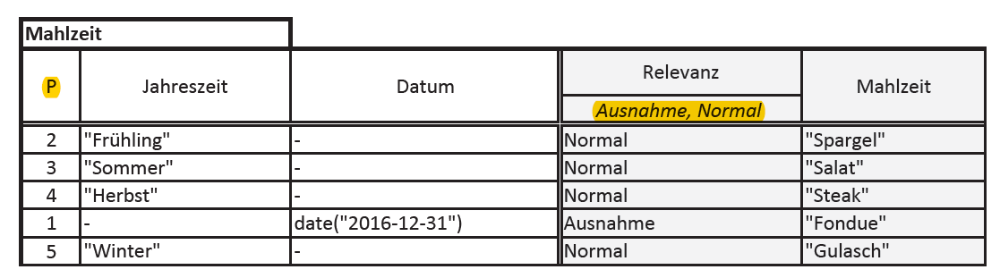 Mahlzeit
P Jahreszeit Datum Relevanz Mahlzeit
Ausnahme, Normal
2 "Frühling" - Normal "Spargel"
3 "Sommer" - Normal "Salat"
4 "Herbst" - Normal "Steak"
1 - date("2016-12-31") Ausnahme "Fondue"
5 "Winter" - Normal "Gulasch"